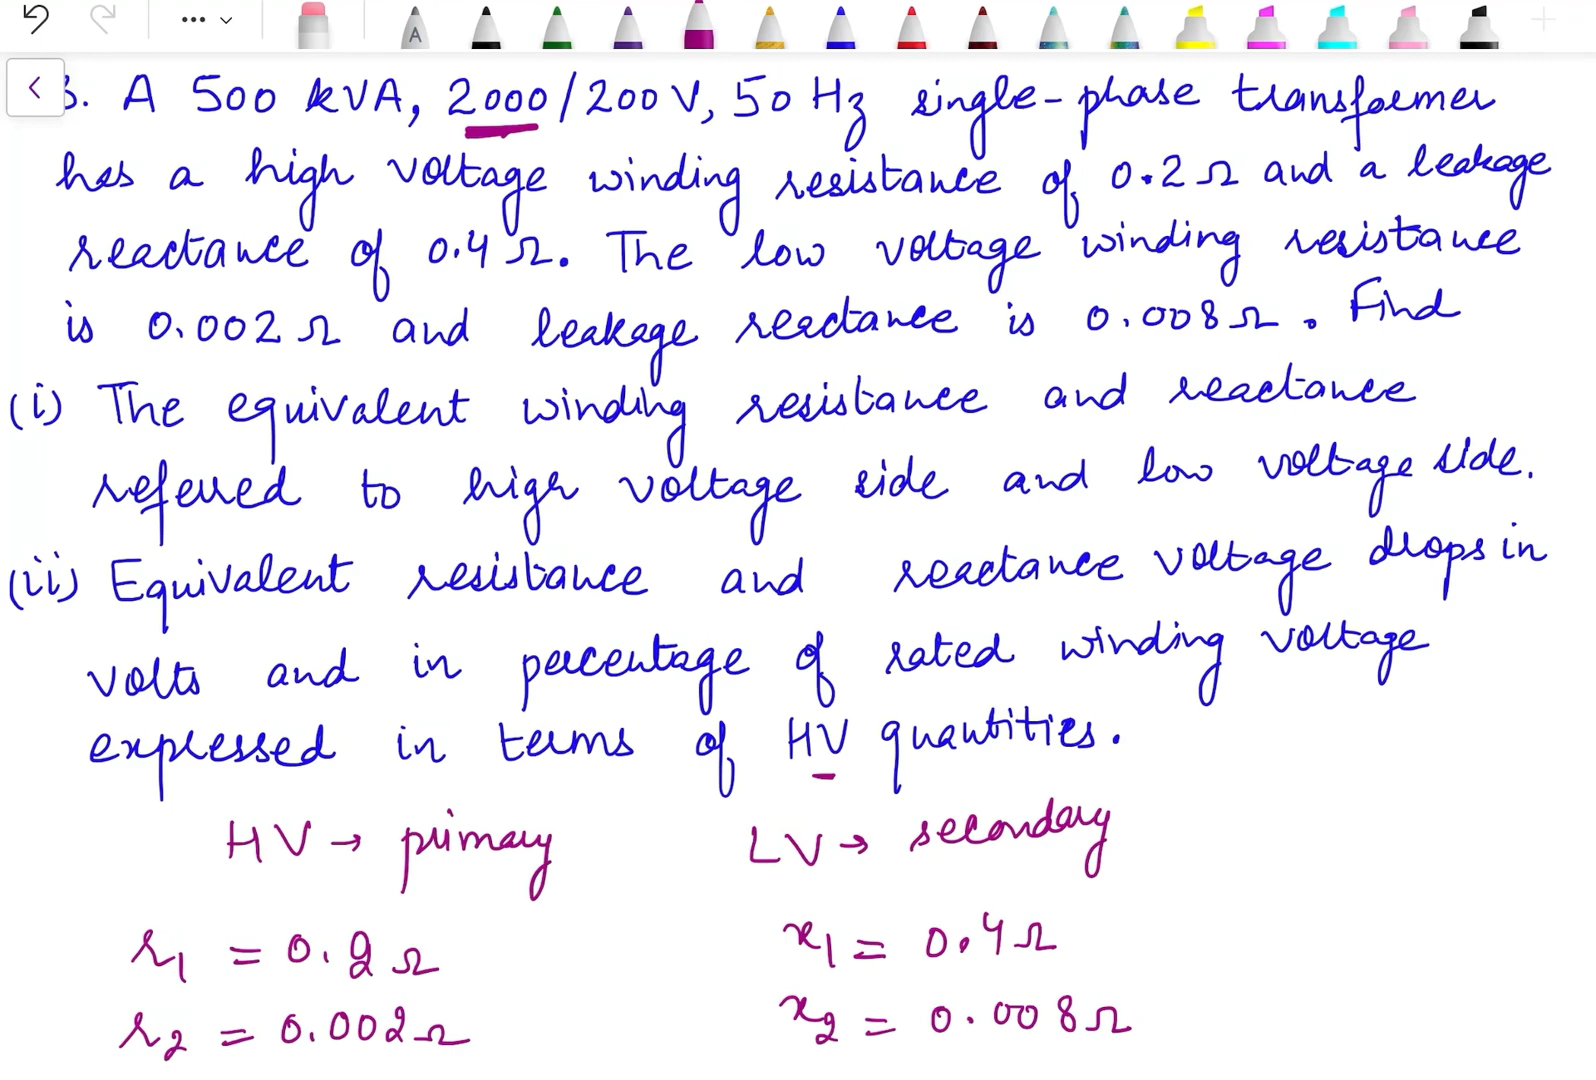 A
3. A 500 kVA, 2000/200 V, 50 Hz single-phase transformer
has a high voltage winding resistance of 0.2 Ω and a leakage
reactance of 0.4 Ω. The low voltage winding resistance
is 0.002 Ω and leakage reactance is 0.008 Ω. Find
(i) The equivalent winding resistance and reactance
referred to high voltage side and low voltage side.
(ii) Equivalent resistance and reactance voltage drops in
volts and in percentage of rated winding voltage
expressed in terms of HV quantities.
HV → primary LV → secondary
r1 = 0.2 Ω x1 = 0.4 Ω
r2 = 0.002 Ω x2 = 0.008 Ω